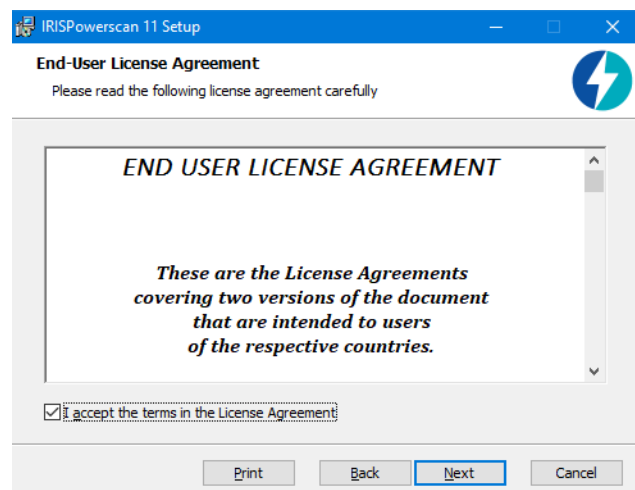 IRISPowerscan 11 Setup
End-User License Agreement
Please read the following license agreement carefully
END USER LICENSE AGREEMENT
These are the License Agreements
covering two versions of the document
that are intended to users
of the respective countries.
I accept the terms in the License Agreement
Print Back Next Cancel